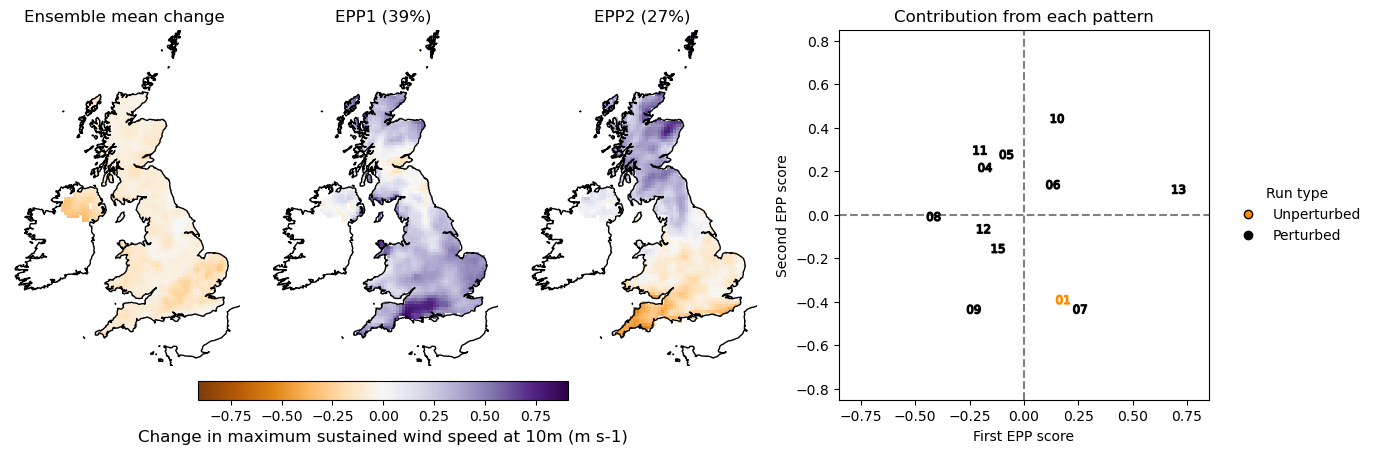 Ensemble mean change
EPP1 (39%)
EPP2 (27%)
Contribution from each pattern
−0.75 −0.50 −0.25 0.00 0.25 0.50 0.75
Change in maximum sustained wind speed at 10m (m s-1)
Second EPP score
0.8
0.6
0.4
0.2
0.0
−0.2
−0.4
−0.6
−0.8
10
11
05
04
06
13
08
12
15
01
09
07
−0.75 −0.50 −0.25 0.00 0.25 0.50 0.75
First EPP score
Run type
Unperturbed
Perturbed